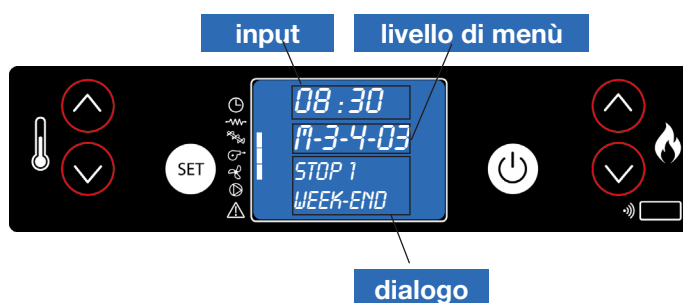 input
livello di menù
08:30
M-3-4-03
SET
STOP 1
WEEK-END
dialogo